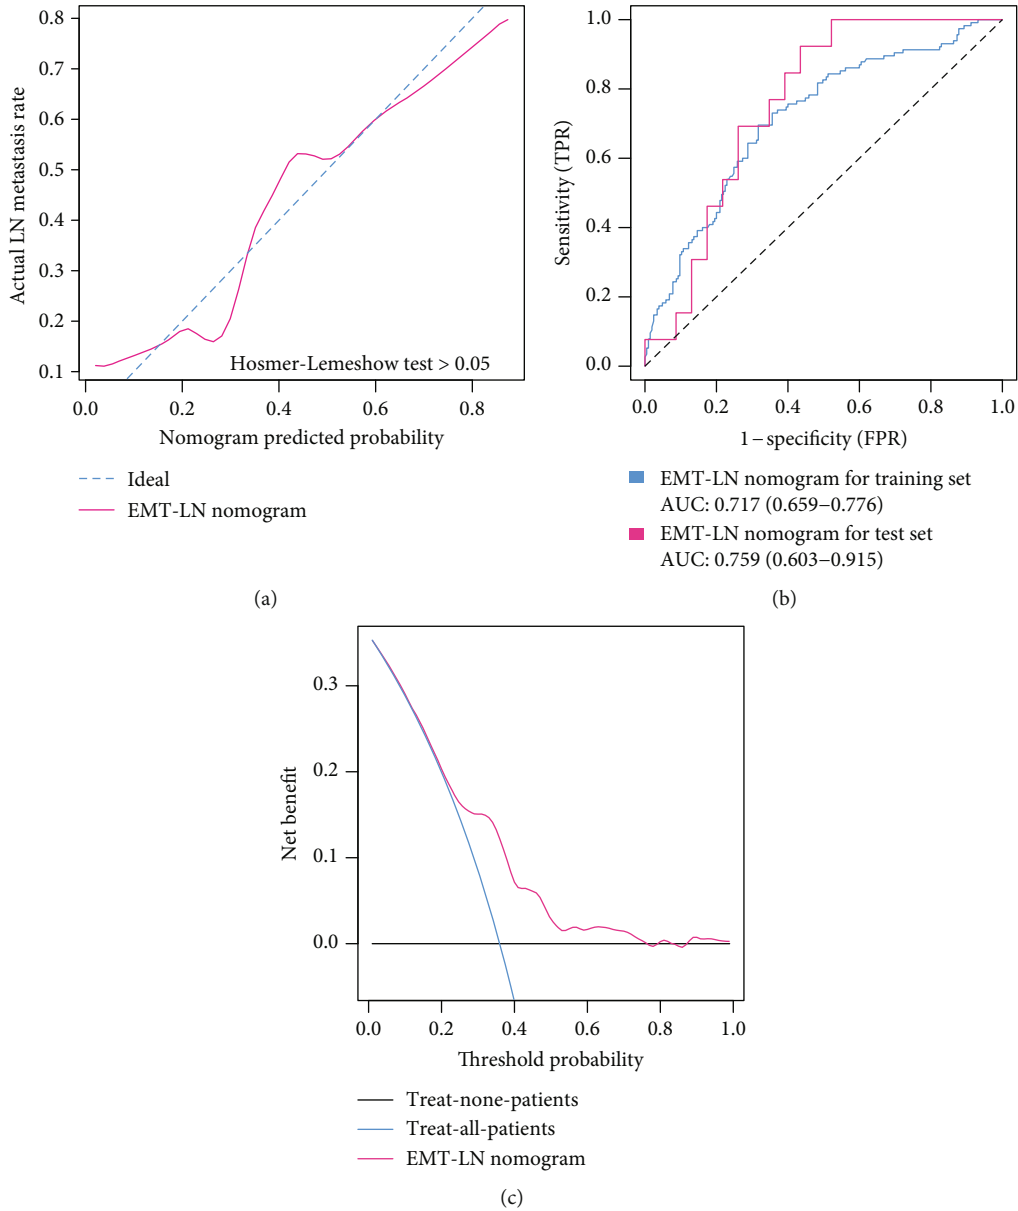 0.8
0.7
0.6
0.5
0.4
0.3
0.2
0.1
Actual LN metastasis rate
Hosmer-Lemeshow test > 0.05
0.0 0.2 0.4 0.6 0.8
Nomogram predicted probability
Ideal
EMT-LN nomogram
(a)
1.0
0.8
0.6
0.4
0.2
0.0
Sensitivity (TPR)
0.0 0.2 0.4 0.6 0.8 1.0
1−specificity (FPR)
EMT-LN nomogram for training set
AUC: 0.717 (0.659−0.776)
EMT-LN nomogram for test set
AUC: 0.759 (0.603−0.915)
(b)
0.3
0.2
0.1
0.0
Net benefit
0.0 0.2 0.4 0.6 0.8 1.0
Threshold probability
Treat-none-patients
Treat-all-patients
EMT-LN nomogram
(c)